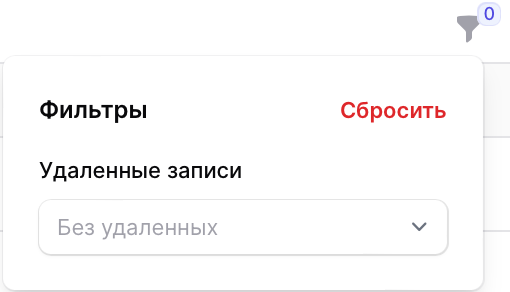 0
Фильтры Сбросить
Удаленные записи
Без удаленных